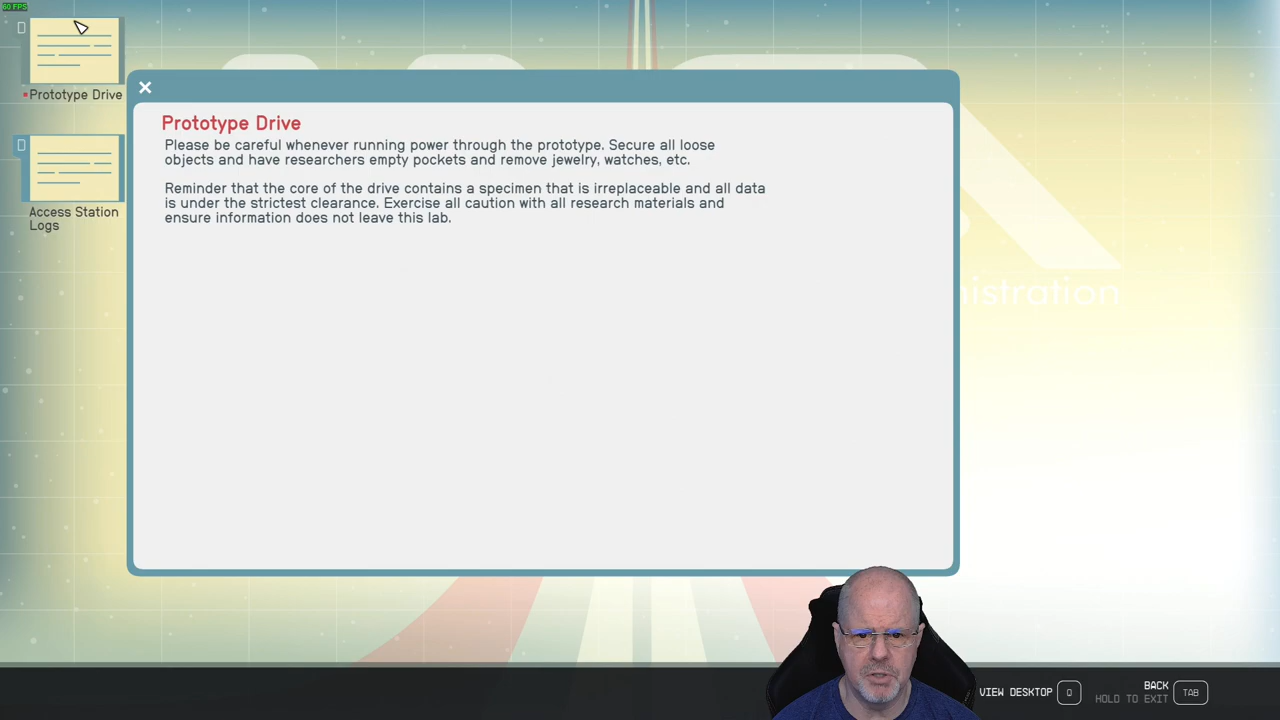 60 FPS
D
Prototype Drive
D
Access Station
Logs
Prototype Drive
Please be careful whenever running power through the prototype. Secure all loose
objects and have researchers empty pockets and remove jewelry, watches, etc.
Reminder that the core of the drive contains a specimen that is irreplaceable and all data
is under the strictest clearance. Exercise all caution with all research materials and
ensure information does not leave this lab.
VIEW DESKTOP Q
BACK
HOLD TO EXIT TAB